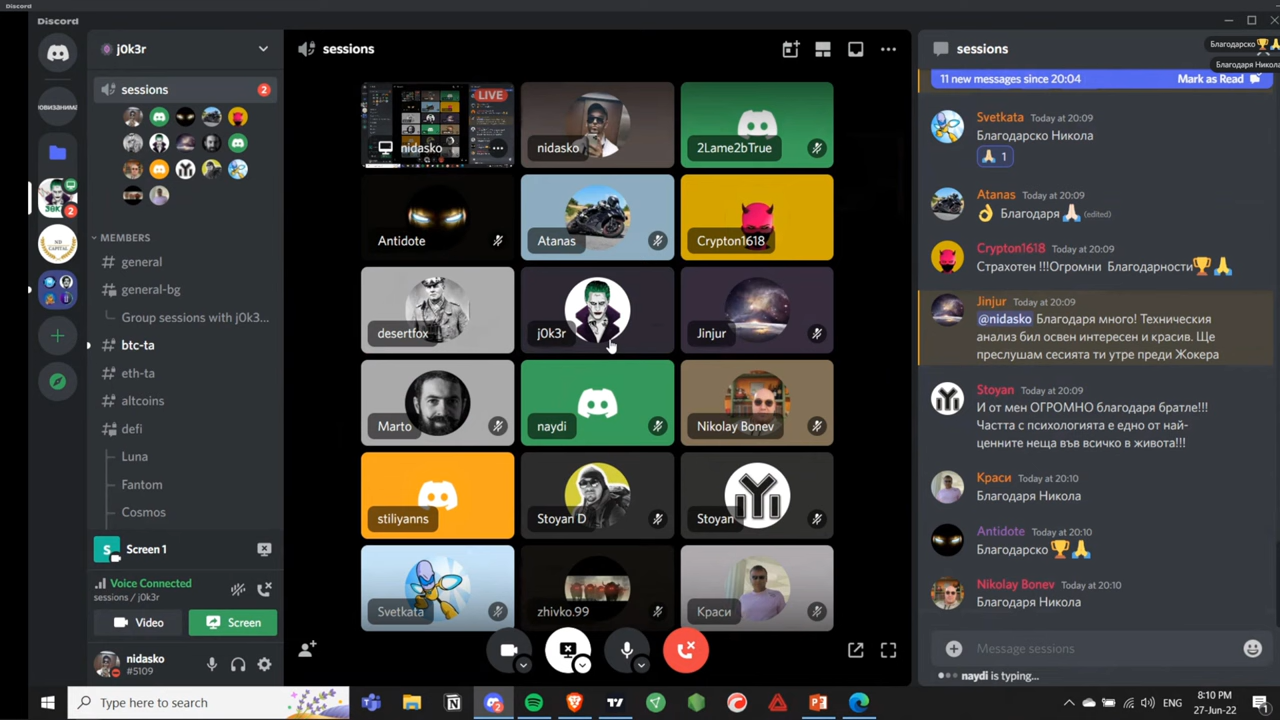 Discord
Discord
j0k3r
sessions
2
MEMBERS
general
general-bg
Group sessions with j0k3...
btc-ta
eth-ta
altcoins
defi
Luna
Fantom
Cosmos
S
Screen 1
Voice Connected
sessions / j0k3r
Video
Screen
nidasko
#5109
2
sessions
LIVE
nidasko
nidasko
2Lame2bTrue
Antidote
Atanas
Crypton1618
desertfox
j0k3r
Jinjur
Marto
naydi
Nikolay Bonev
stiliyanns
Stoyan D
Stoyan
Svetkata
zhivko.99
Краси
sessions
Благодарско 🏆🙏
Благодаря Никола
11 new messages since 20:04 Mark as Read
Svetkata Today at 20:09
Благодарско Никола
🙏 1
Atanas Today at 20:09
👌 Благодаря 🙏🏻 (edited)
Crypton1618 Today at 20:09
Страхотен !!!Огромни Благодарности🏆🙏
Jinjur Today at 20:09
@nidasko Благодаря много! Техническия
анализ бил освен интересен и красив. Ще
преслушам сесията ти утре преди Жокера
Stoyan Today at 20:09
И от мен ОГРОМНО благодаря братле!!!
Частта с психологията е едно от най-
ценните неща във всичко в живота!!!
Краси Today at 20:10
Благодаря Никола
Antidote Today at 20:10
Благодарско 🏆🙏
Nikolay Bonev Today at 20:10
Благодаря Никола
Message sessions
naydi is typing...
Type here to search
ENG
8:10 PM
27-Jun-22